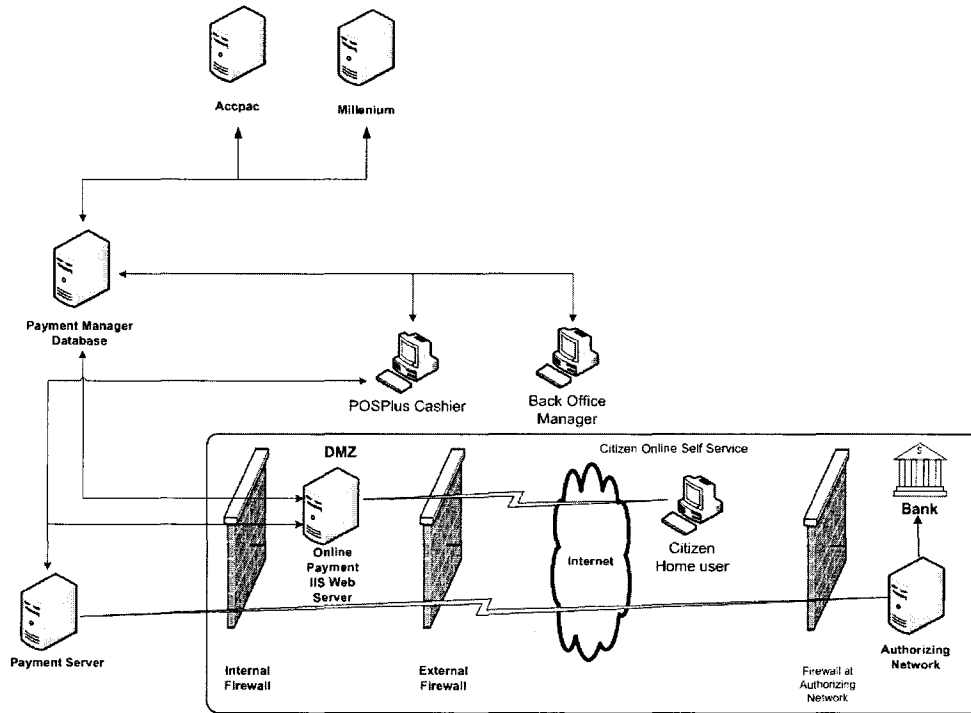 Accpac
Millenium
Payment Manager
Database
POSPlus Cashier
Back Office
Manager
DMZ
Citizen Online Self Service
$
Bank
Online
Payment
IIS Web
Server
Internet
Citizen
Home user
Payment Server
Internal
Firewall
External
Firewall
Firewall at
Authorizing
Network
Authorizing
Network